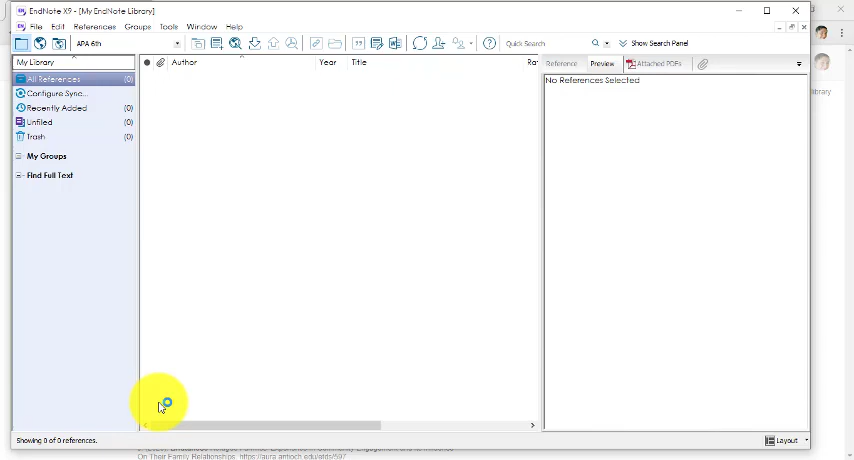 EndNote X9 - [My EndNote Library]
File Edit References Groups Tools Window Help
APA 6th
Quick Search
Show Search Panel
My Library
All References (0)
Configure Sync...
Recently Added (0)
Unfiled (0)
Trash (0)
My Groups
Find Full Text
Author Year Title Ra
Reference Preview Attached PDFs
No References Selected
library
Showing 0 of 0 references.
Layout
On Their Family Relationships. https://aura.antioch.edu/etds/597